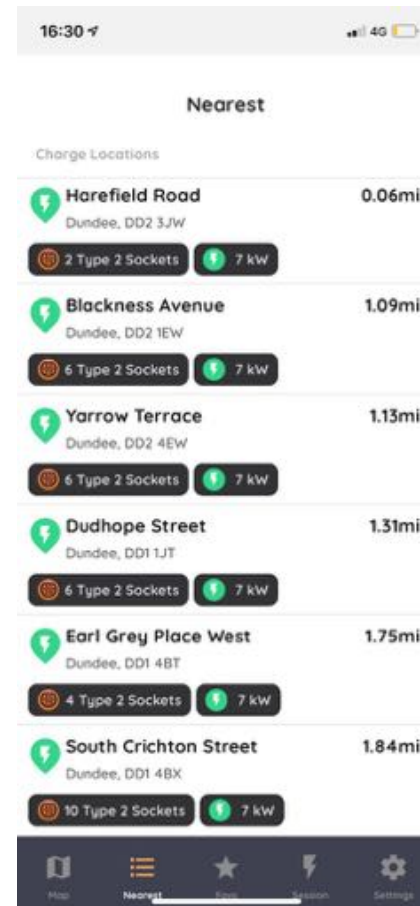 16:30 4G
Nearest
Charge Locations
Harefield Road 0.06mi
Dundee, DD2 3JW
2 Type 2 Sockets 7 kW
Blackness Avenue 1.09mi
Dundee, DD2 1EW
6 Type 2 Sockets 7 kW
Yarrow Terrace 1.13mi
Dundee, DD2 4EW
6 Type 2 Sockets 7 kW
Dudhope Street 1.31mi
Dundee, DD1 1JT
6 Type 2 Sockets 7 kW
Earl Grey Place West 1.75mi
Dundee, DD1 4BT
4 Type 2 Sockets 7 kW
South Crichton Street 1.84mi
Dundee, DD1 4BX
10 Type 2 Sockets 7 kW
Map Nearest Session Settings